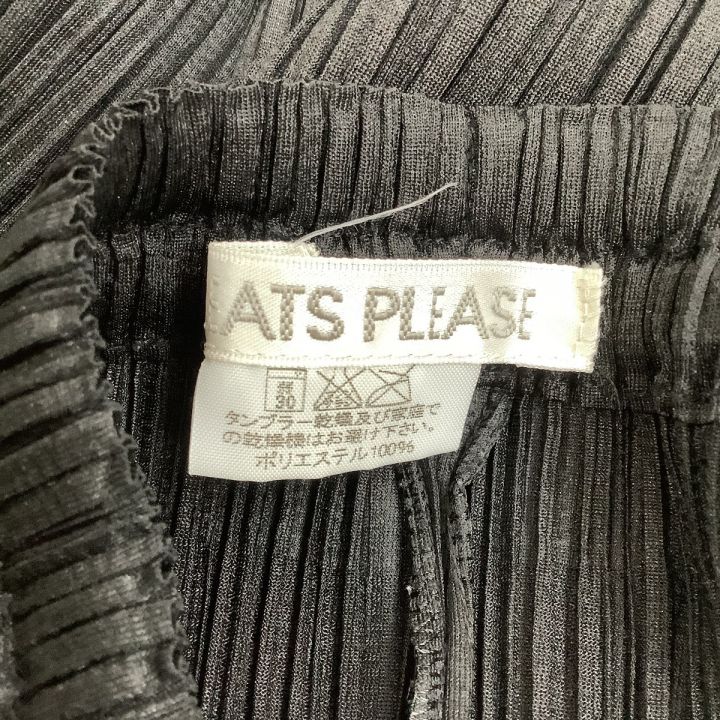 ATS PLEASE
30
タンブラー乾燥及び家庭で
の乾燥機はお避け下さい。
ポリエステル100%